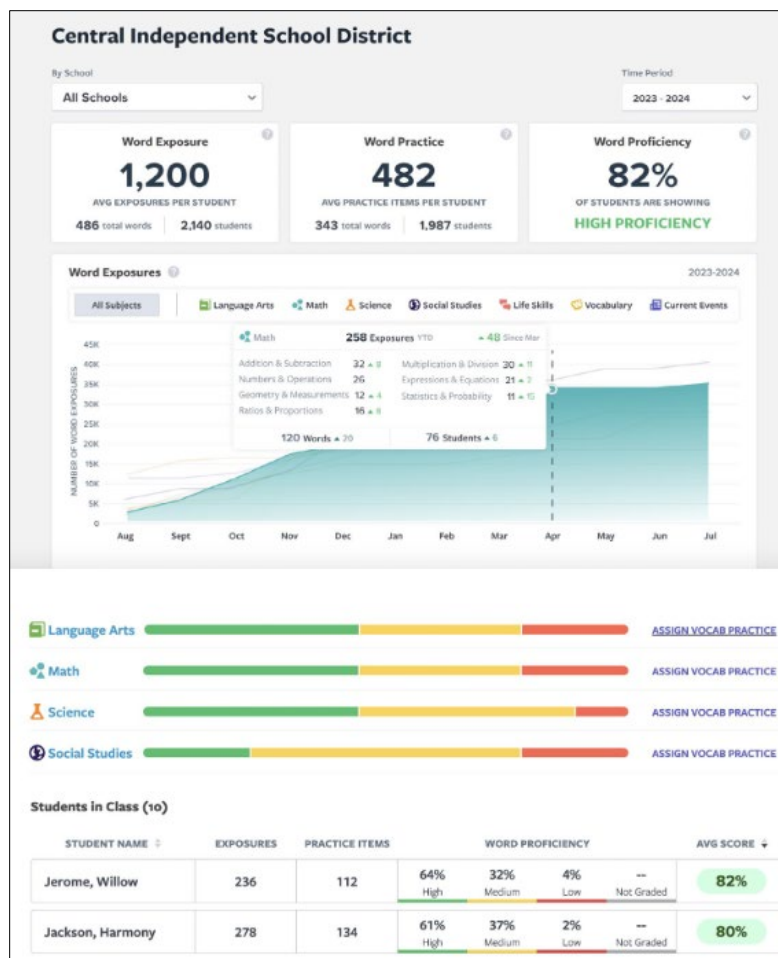 Central Independent School District
By School
Time Period
All Schools
2023 - 2024
Word Exposure
Word Practice
Word Proficiency
1,200
482
82%
AVG EXPOSURES PER STUDENT
AVG PRACTICE ITEMS PER STUDENT
OF STUDENTS ARE SHOWING
486 total words 2,140 students
343 total words 1,987 students
HIGH PROFICIENCY
Word Exposures
2023-2024
All Subjects Language Arts Math Science Social Studies Life Skills Vocabulary Current Events
Math 258 Exposures YTD 48 Since Mar
Addition & Subtraction 32 Multiplication & Division 30 11
Numbers & Operations 26 Expressions & Equations 21 2
Geometry & Measurements 12 4 Statistics & Probability 11 15
Ratios & Proportions 16
120 Words 20 76 Students 6
NUMBER OF WORD EXPOSURES
45K
40K
35K
30K
25K
20K
15K
10K
5K
0
Aug Sept Oct Nov Dec Jan Feb Mar Apr May Jun Jul
Language Arts ASSIGN VOCAB PRACTICE
Math ASSIGN VOCAB PRACTICE
Science ASSIGN VOCAB PRACTICE
Social Studies ASSIGN VOCAB PRACTICE
Students in Class (10)
STUDENT NAME EXPOSURES PRACTICE ITEMS WORD PROFICIENCY AVG SCORE
Jerome, Willow 236 112 64% 32% 4% -- 82%
High Medium Low Not Graded
Jackson, Harmony 278 134 61% 37% 2% -- 80%
High Medium Low Not Graded